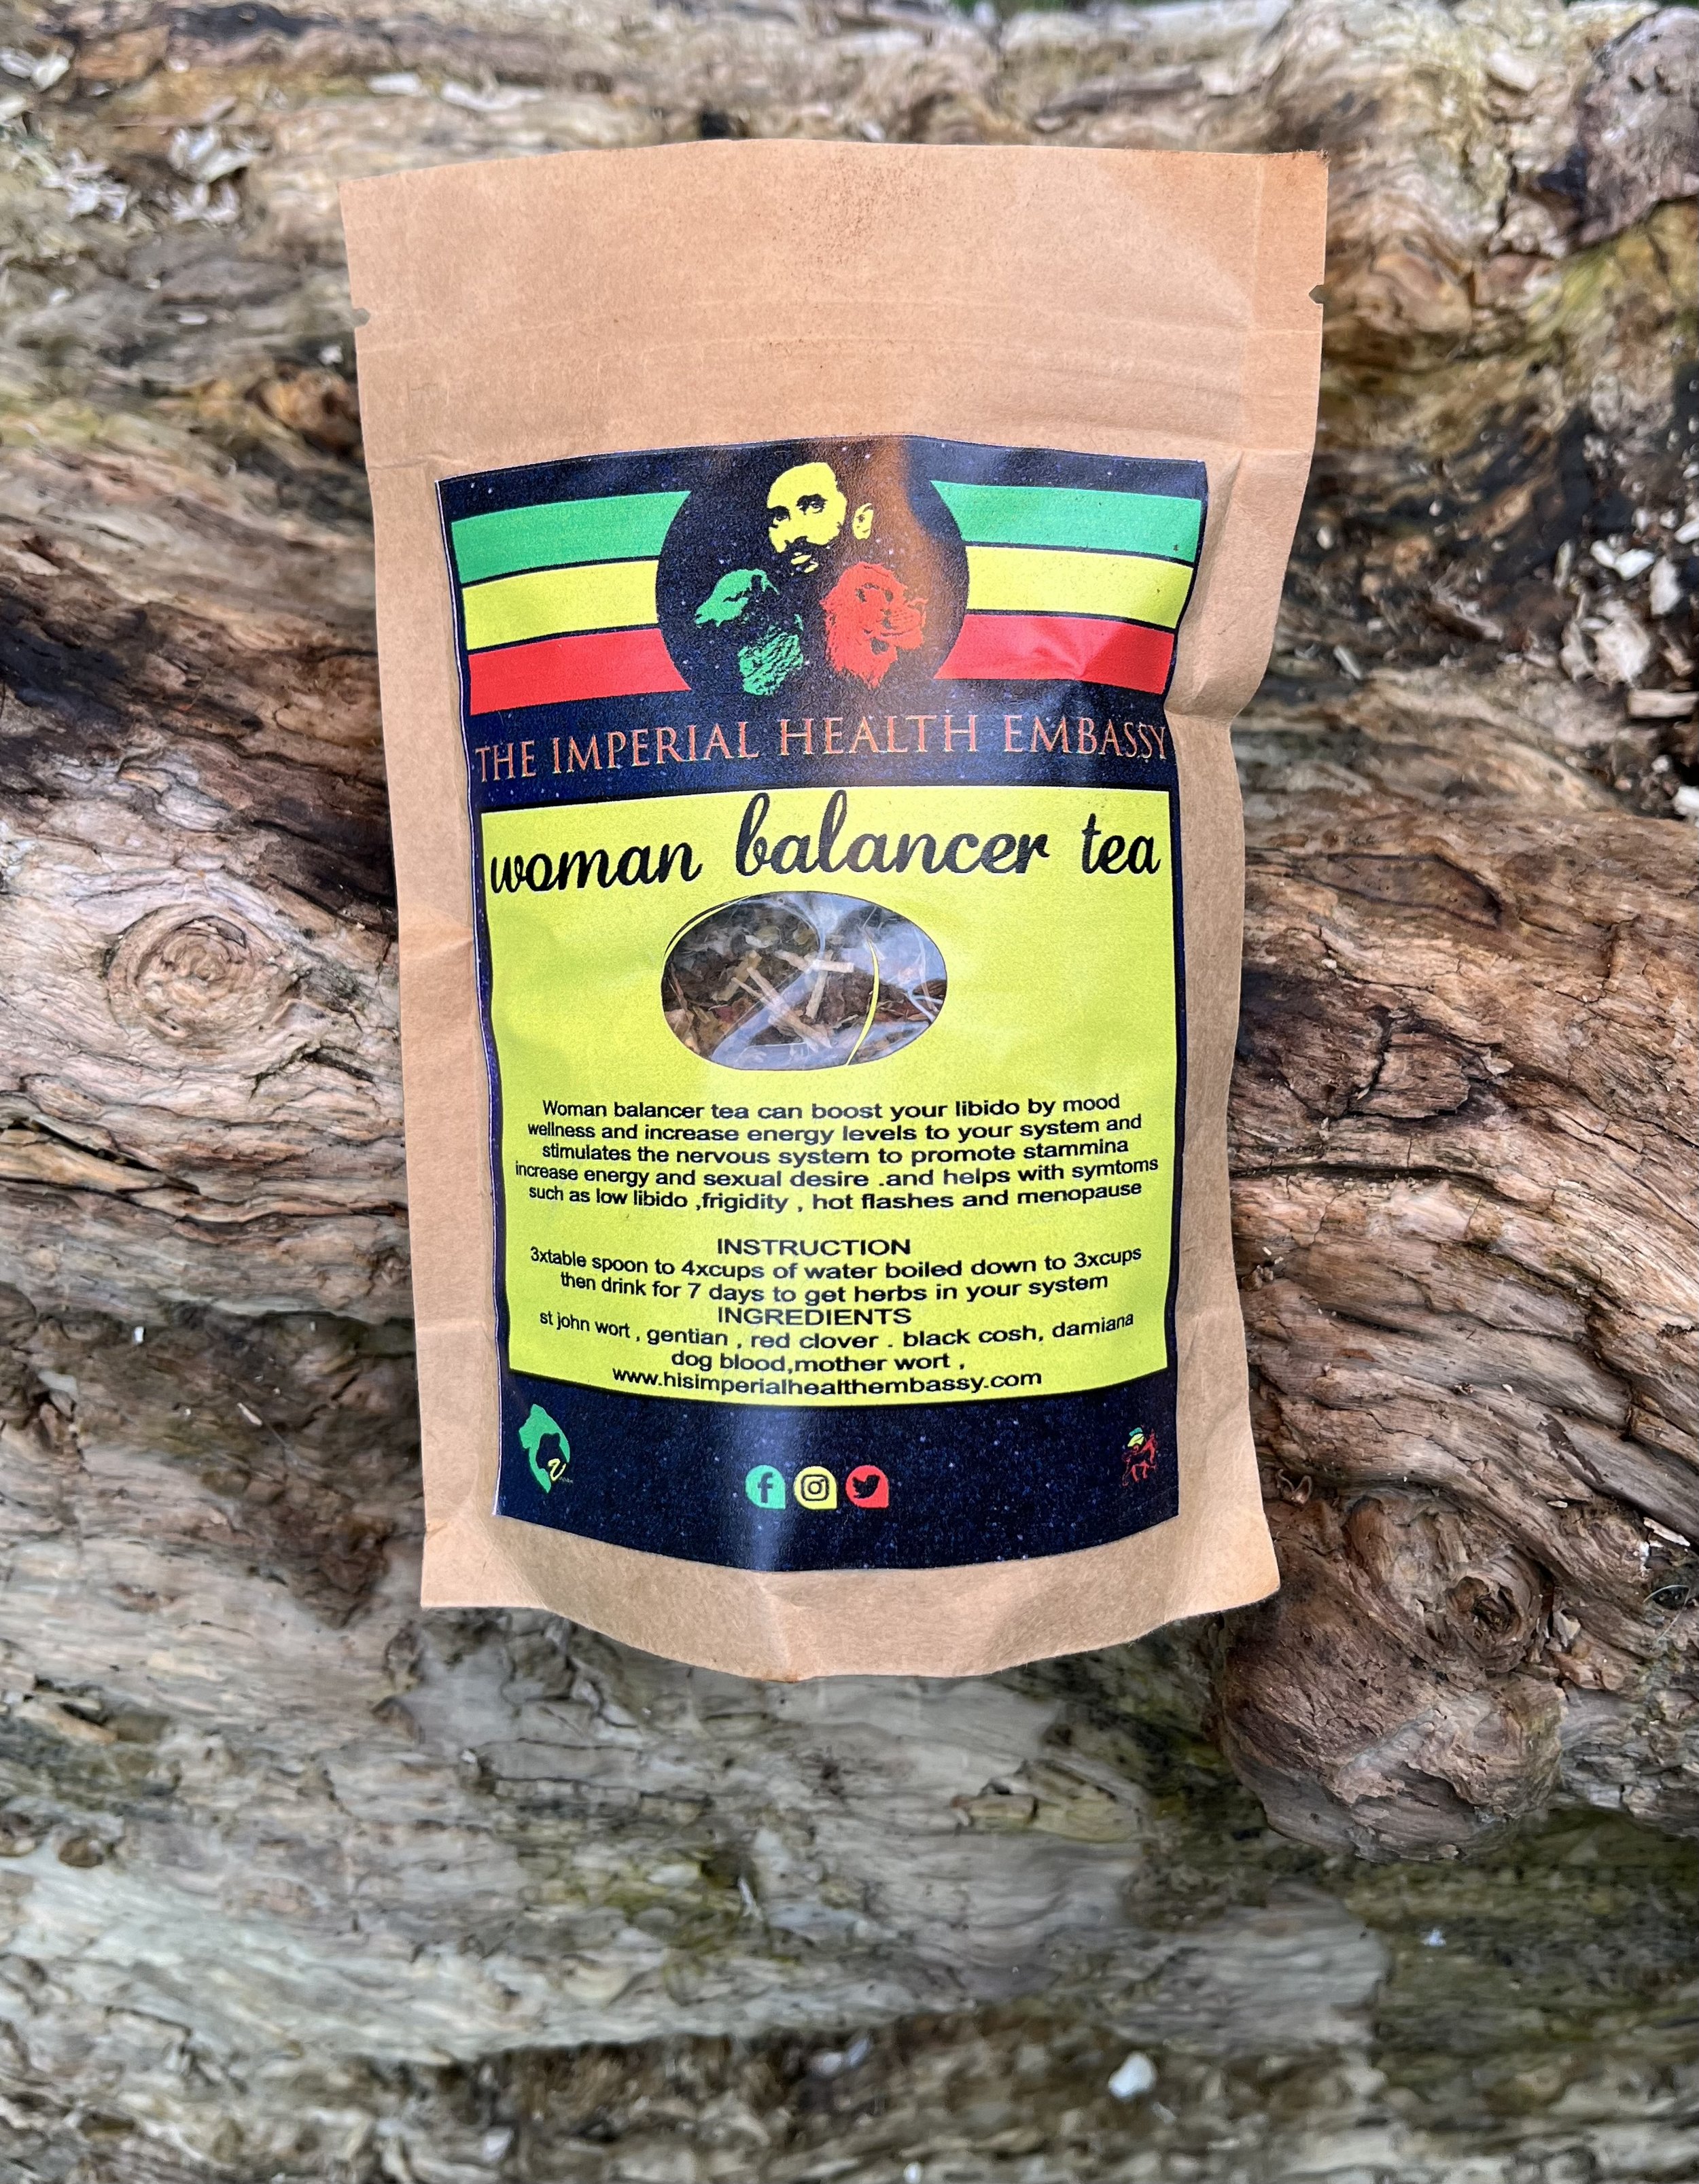 THE IMPERIAL HEALTH EMBASSY
woman balancer tea
Woman balancer tea can boost your libido by mood
wellness and increase energy levels to your system and
stimulates the nervous system to promote stammina
increase energy and sexual desire .and helps with symtoms
such as low libido ,frigidity , hot flashes and menopause
INSTRUCTION
3xtable spoon to 4xcups of water boiled down to 3xcups
then drink for 7 days to get herbs in your system
INGREDIENTS
st john wort , gentian , red clover . black cosh, damiana
dog blood,mother wort ,
www.hisimperialhealthembassy.com